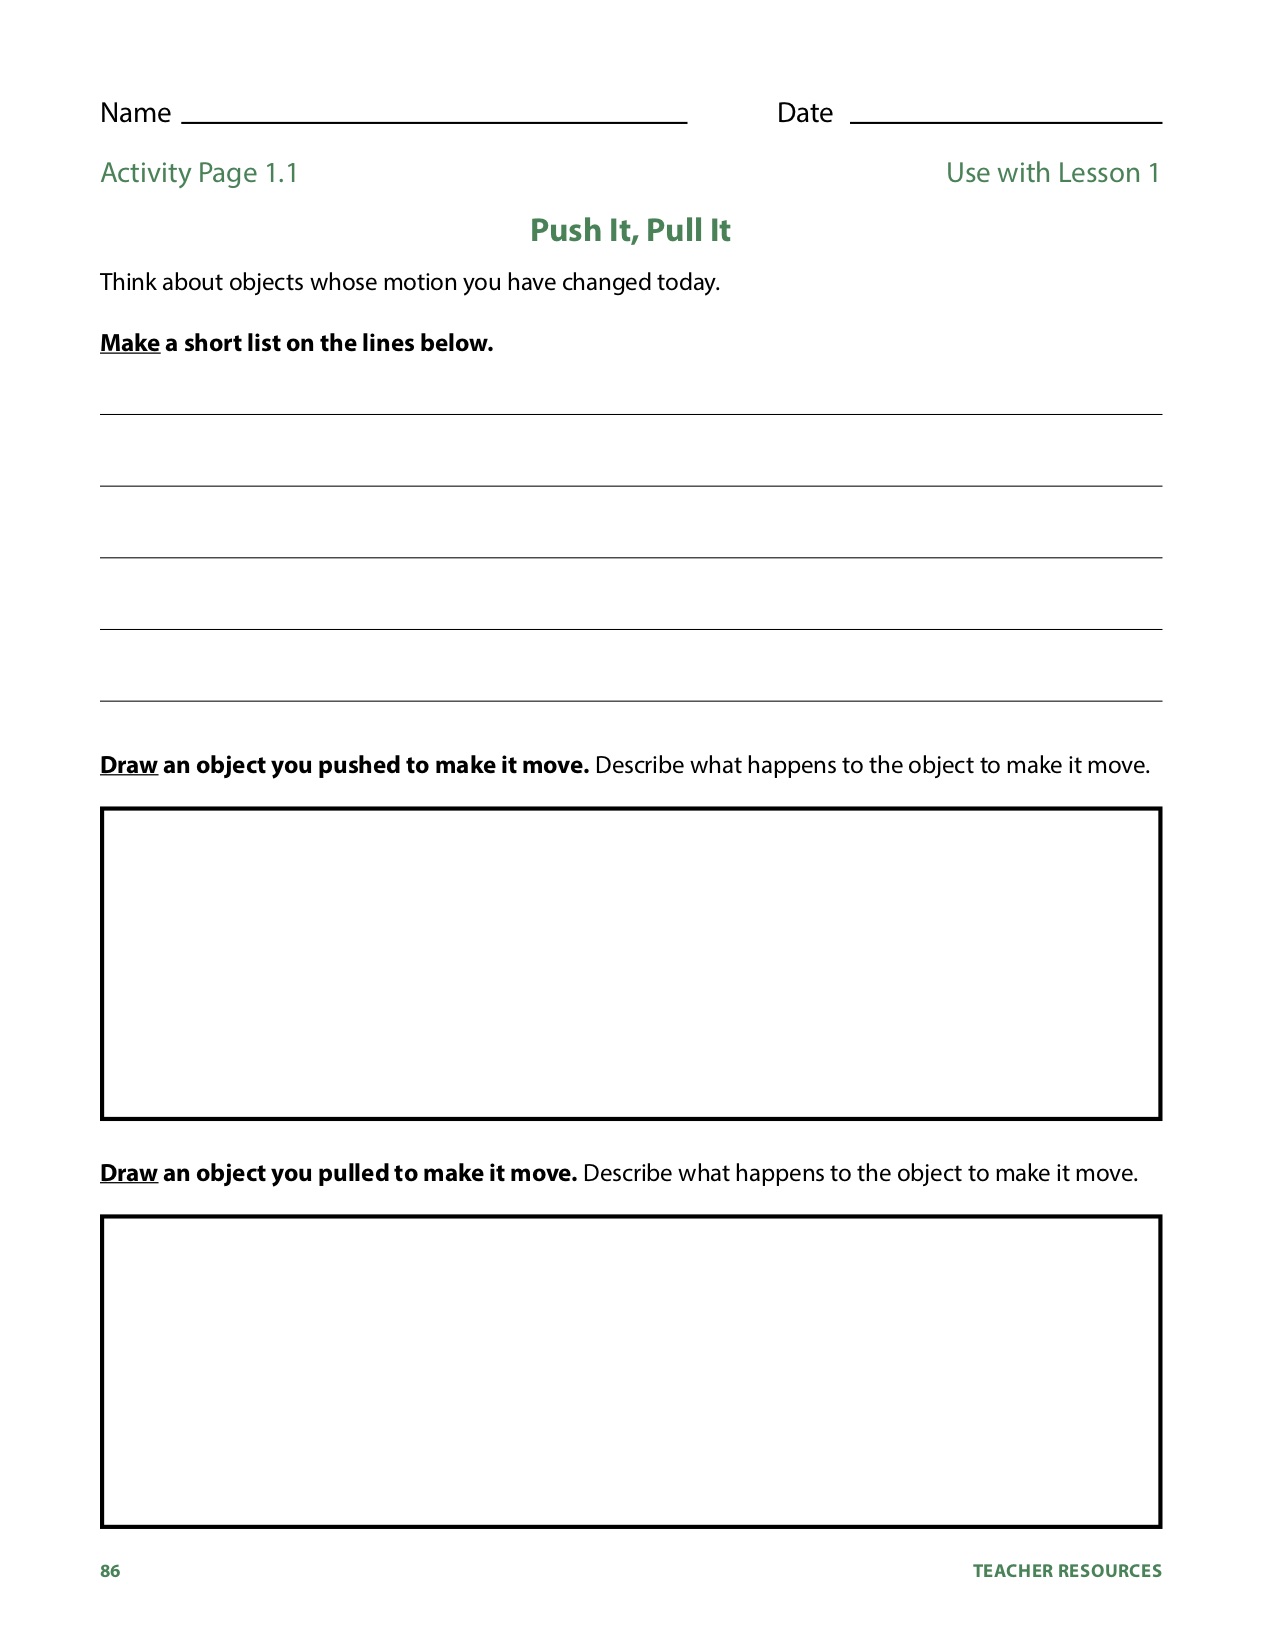 Name Date
Activity Page 1.1 Use with Lesson 1
Push It, Pull It
Think about objects whose motion you have changed today.
Make a short list on the lines below.
Draw an object you pushed to make it move. Describe what happens to the object to make it move.
Draw an object you pulled to make it move. Describe what happens to the object to make it move.
86 TEACHER RESOURCES